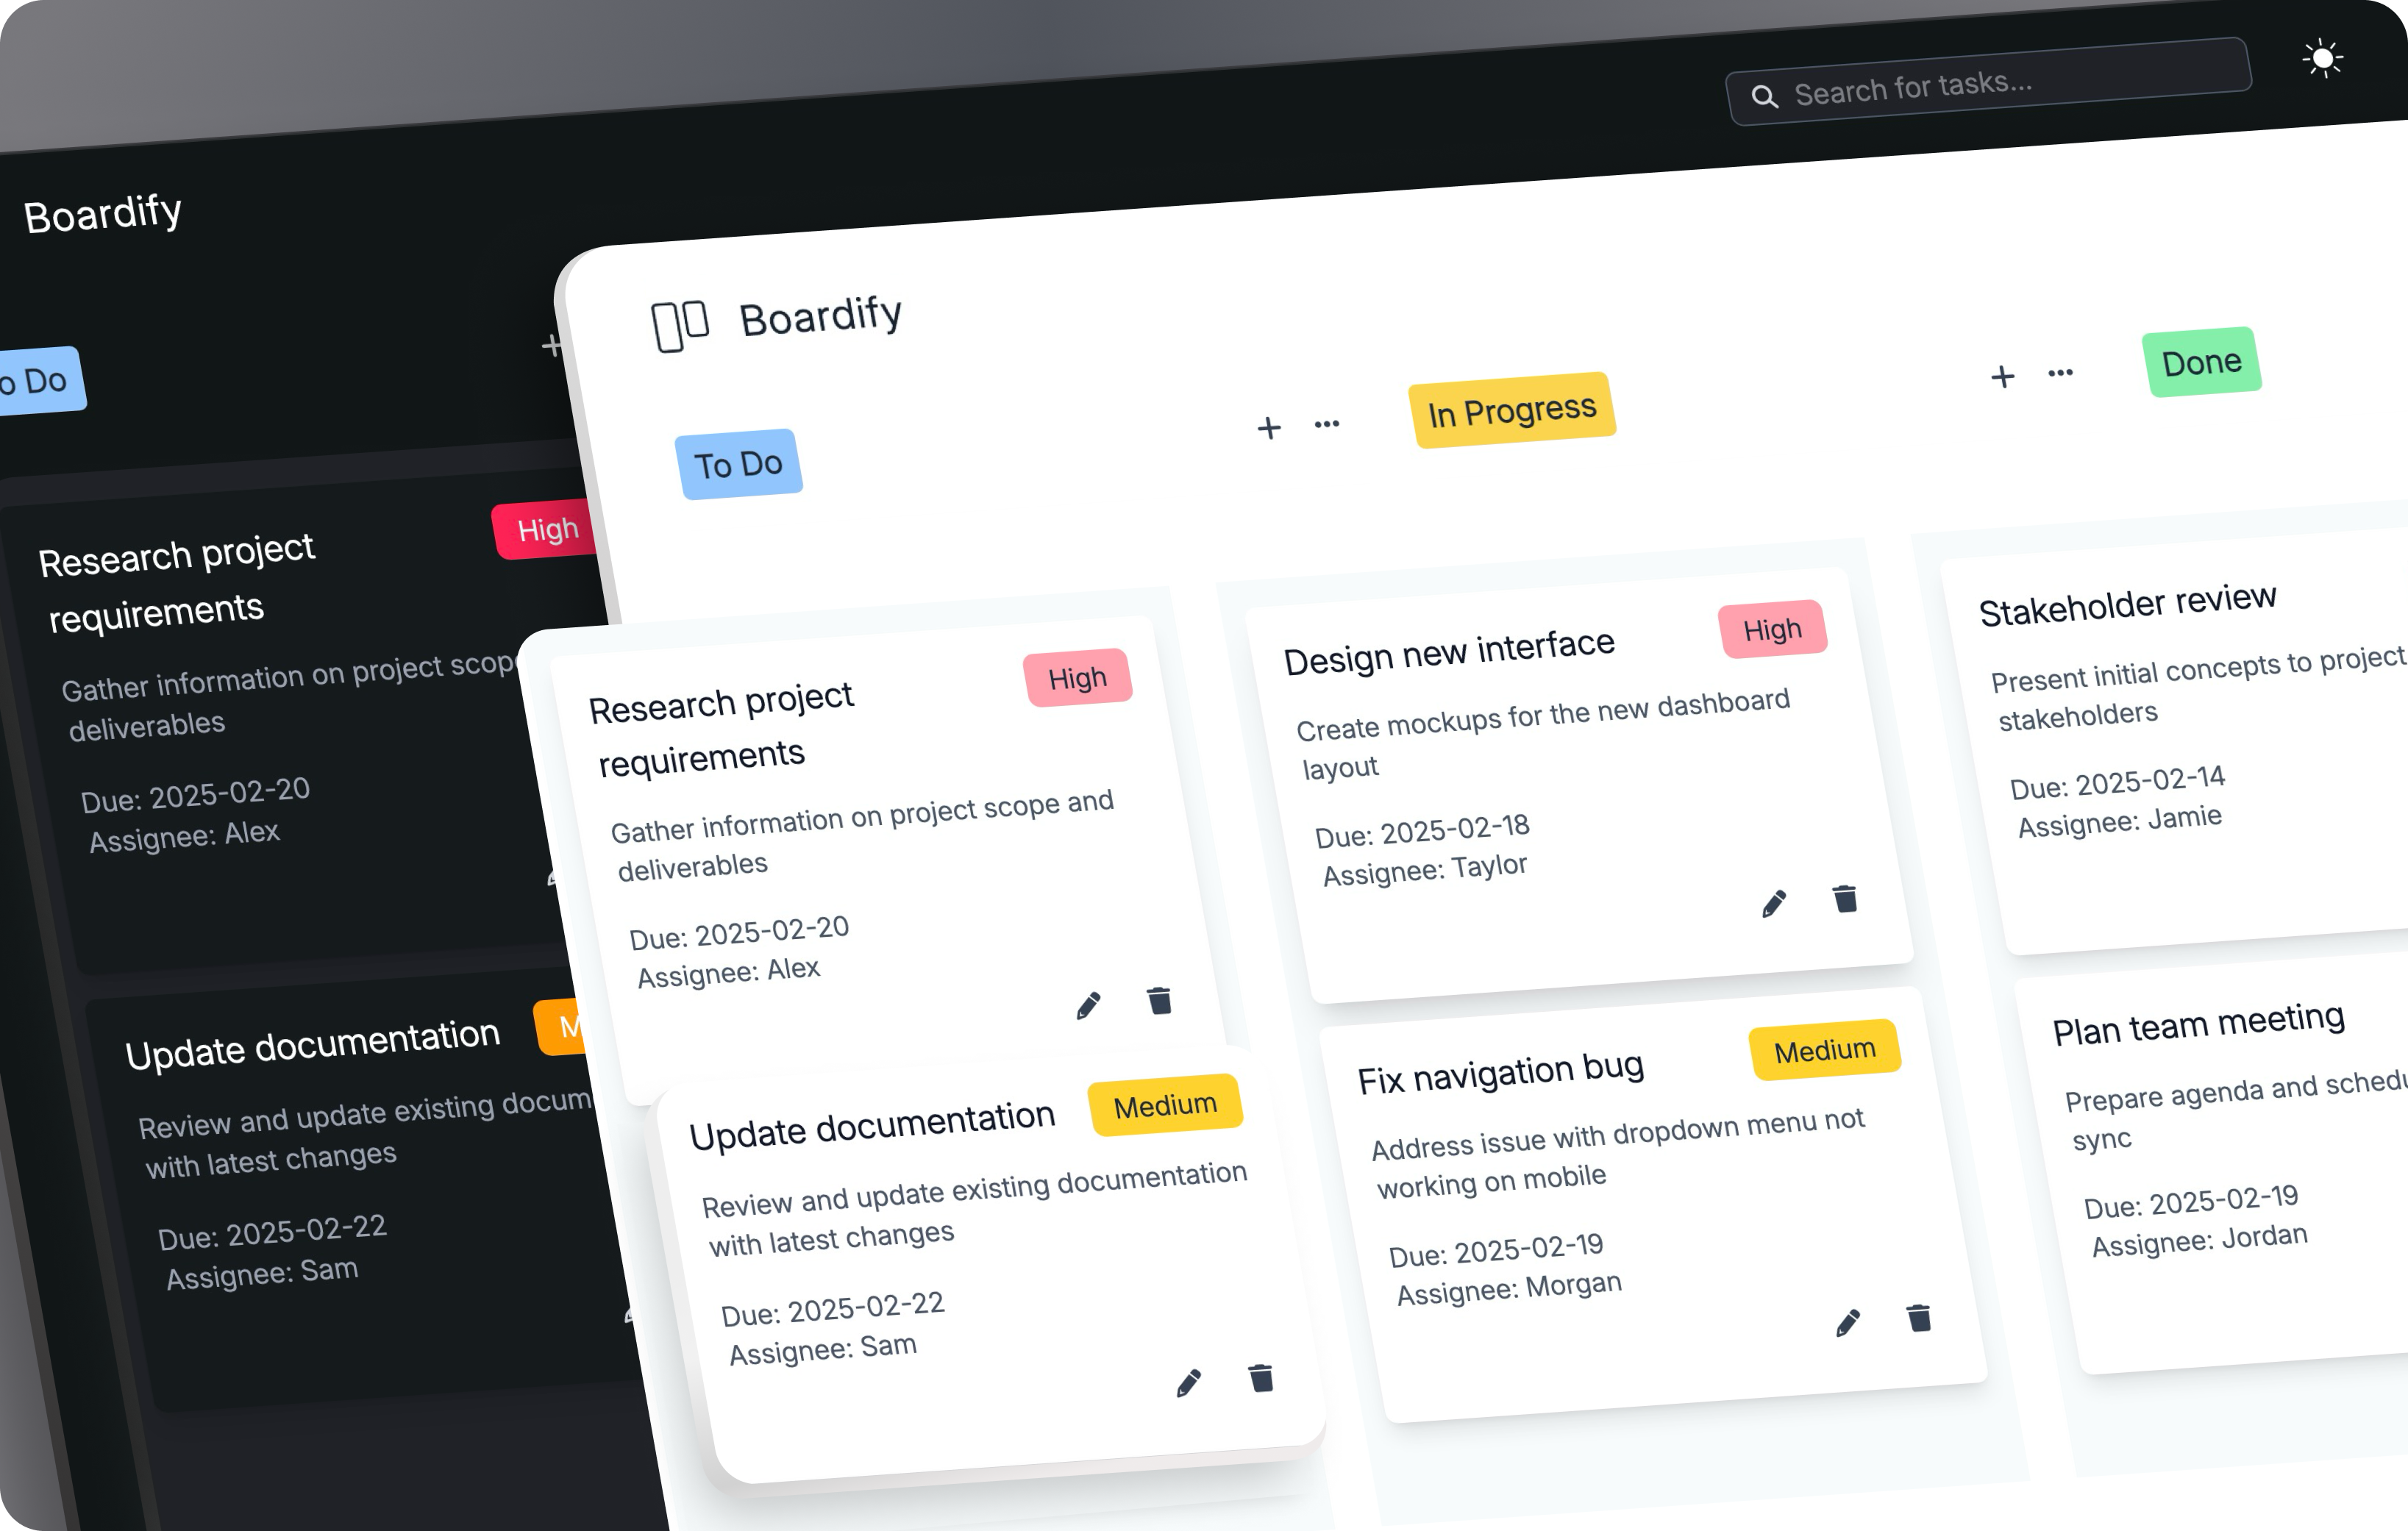 Search for tasks...
Boardify
o Do
Research project
requirements
High
Gather information on project scope
deliverables
Due: 2025-02-20
Assignee: Alex
Update documentation
M
Review and update existing docum
with latest changes
Due: 2025-02-22
Assignee: Sam
Boardify
To Do
Research project
requirements
High
Gather information on project scope and
deliverables
Due: 2025-02-20
Assignee: Alex
Update documentation
Medium
Review and update existing documentation
with latest changes
Due: 2025-02-22
Assignee: Sam
In Progress
Design new interface
High
Create mockups for the new dashboard
layout
Due: 2025-02-18
Assignee: Taylor
Fix navigation bug
Medium
Address issue with dropdown menu not
working on mobile
Due: 2025-02-19
Assignee: Morgan
Done
Stakeholder review
Present initial concepts to project
stakeholders
Due: 2025-02-14
Assignee: Jamie
Plan team meeting
Prepare agenda and schedu
sync
Due: 2025-02-19
Assignee: Jordan